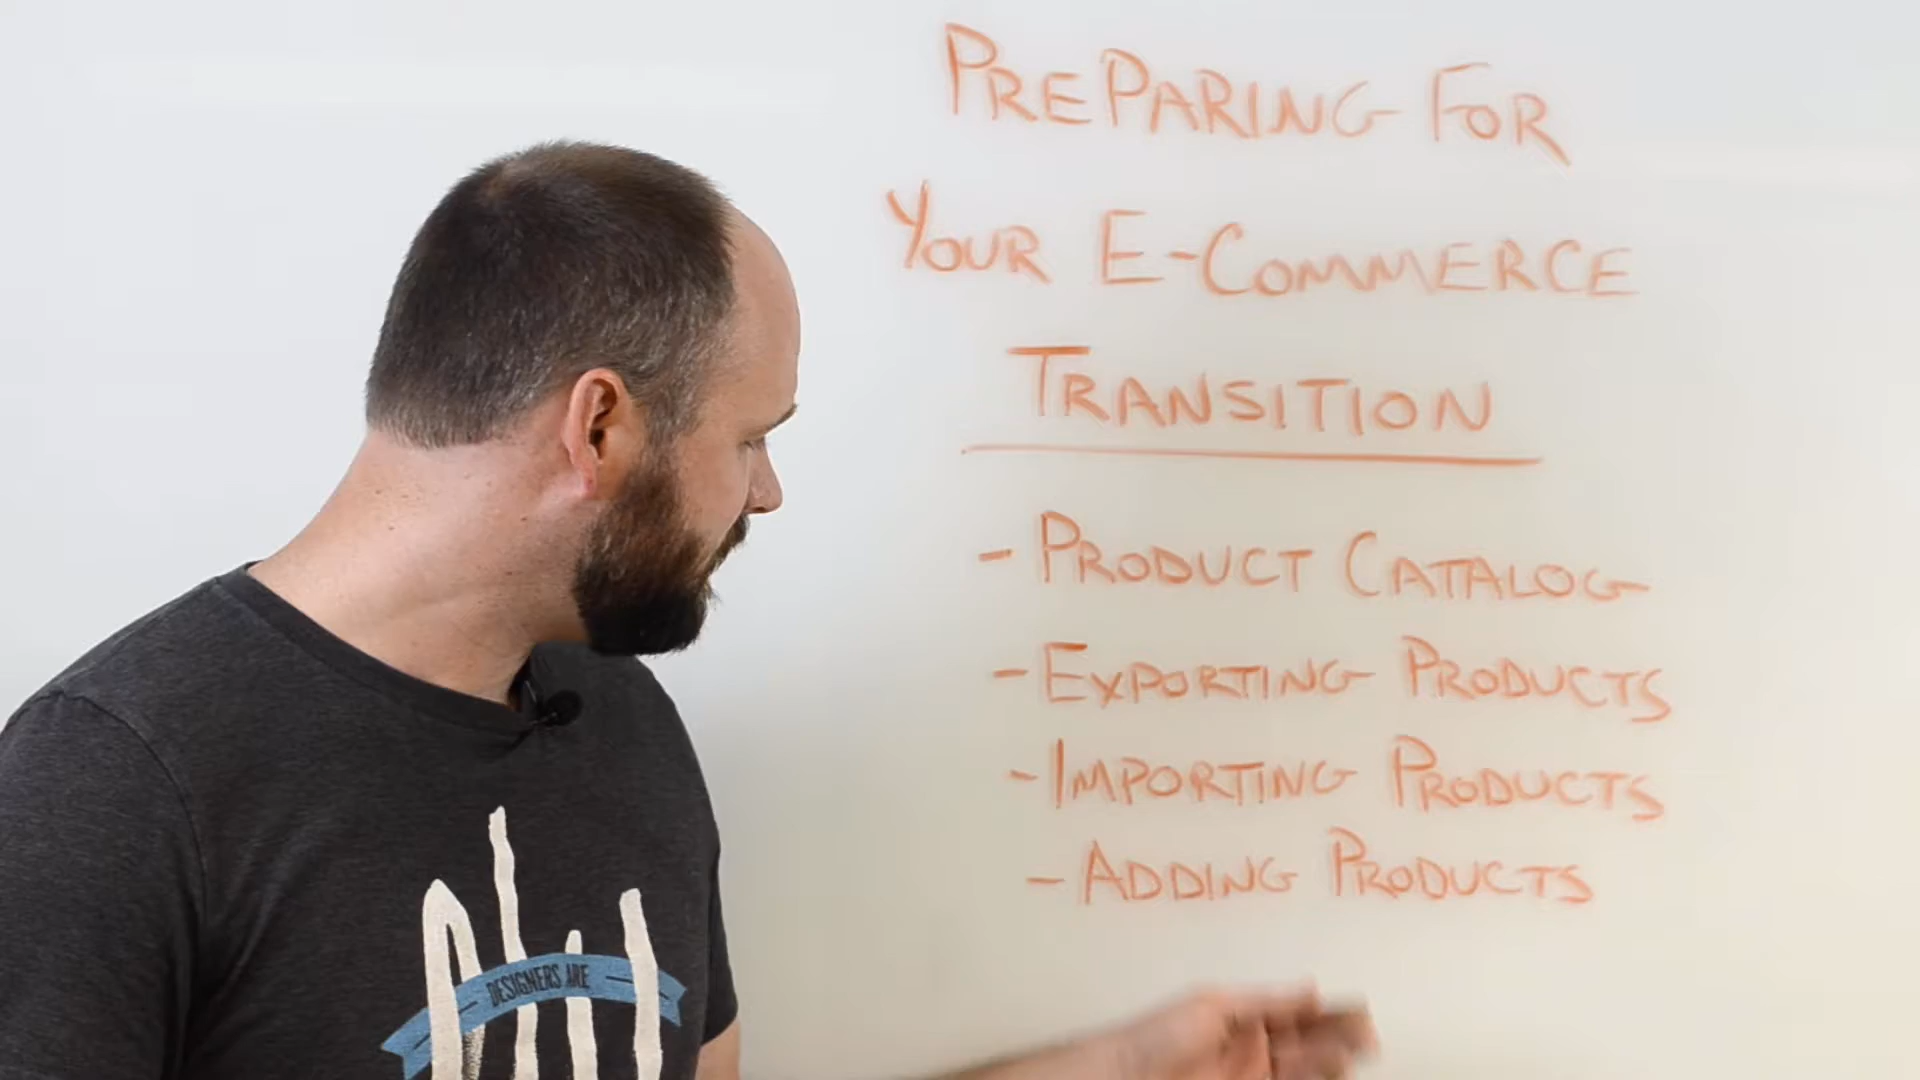 PREPARING FOR
YOUR E-COMMERCE
TRANSITION
- PRODUCT CATALOG
- EXPORTING PRODUCTS
- IMPORTING PRODUCTS
- ADDING PRODUCTS
DESIGNERS ARE